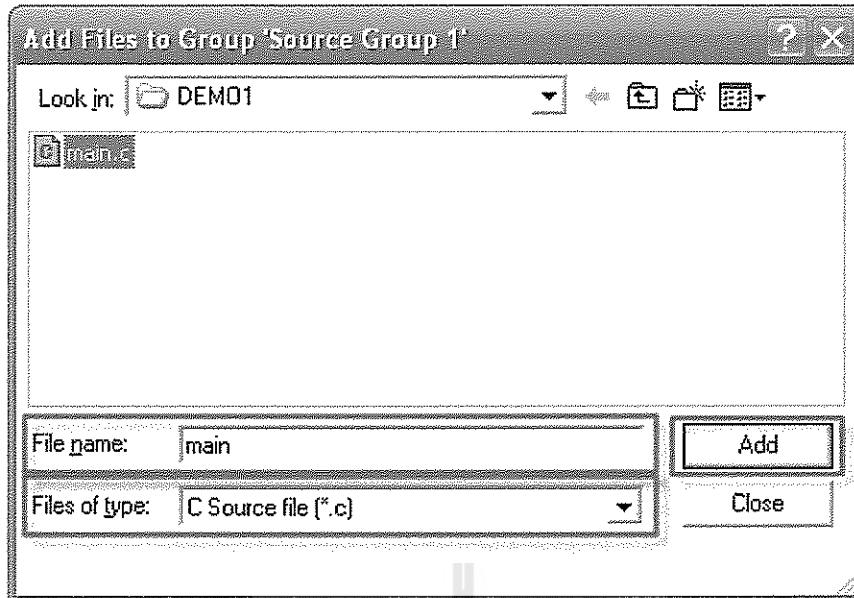 Add Files to Group 'Source Group 1'
Look in: DEMO1
main.c
File name: main
Add
Files of type: C Source file (*.c)
Close